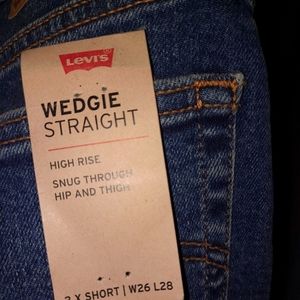 Levi's
WEDGIE
STRAIGHT
HIGH RISE
SNUG THROUGH
HIP AND THIGH
X SHORT | W26 L28